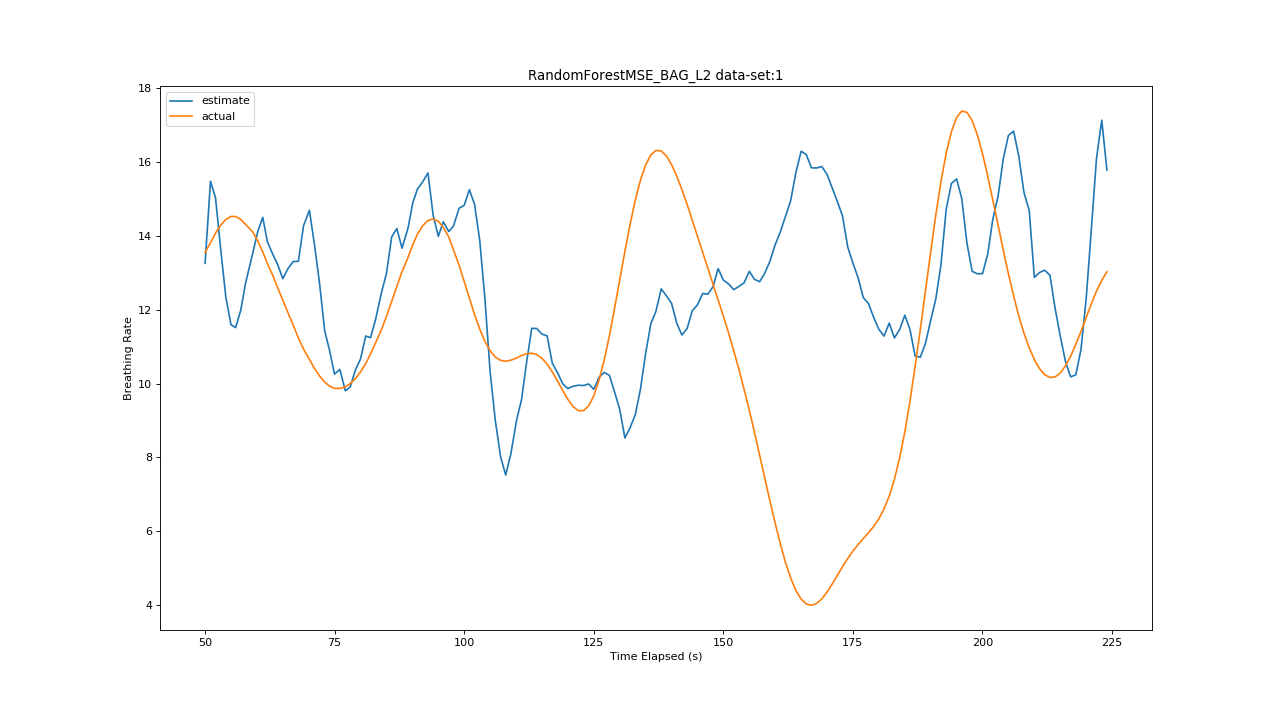 RandomForestMSE_BAG_L2 data-set:1
estimate
actual
Breathing Rate
18
16
14
12
10
8
6
4
50 75 100 125 150 175 200 225
Time Elapsed (s)